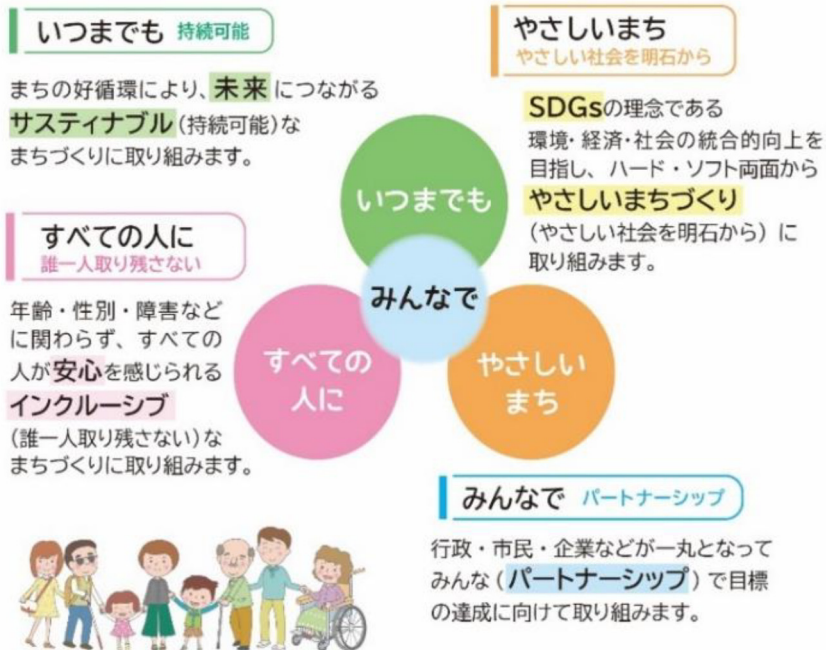 いつまでも 持続可能
まちの好循環により、未来につながる
サスティナブル(持続可能)な
まちづくりに取り組みます。
やさしいまち
やさしい社会を明石から
SDGsの理念である
環境・経済・社会の統合的向上を
目指し、ハード・ソフト両面から
やさしいまちづくり
(やさしい社会を明石から)に
取り組みます。
すべての人に
誰一人取り残さない
年齢・性別・障害など
に関わらず、すべての
人が安心を感じられる
インクルーシブ
(誰一人取り残さない)な
まちづくりに取り組みます。
いつまでも
みんなで
すべての
人に
やさしい
まち
みんなで パートナーシップ
行政・市民・企業などが一丸となって
みんな(パートナーシップ)で目標
の達成に向けて取り組みます。